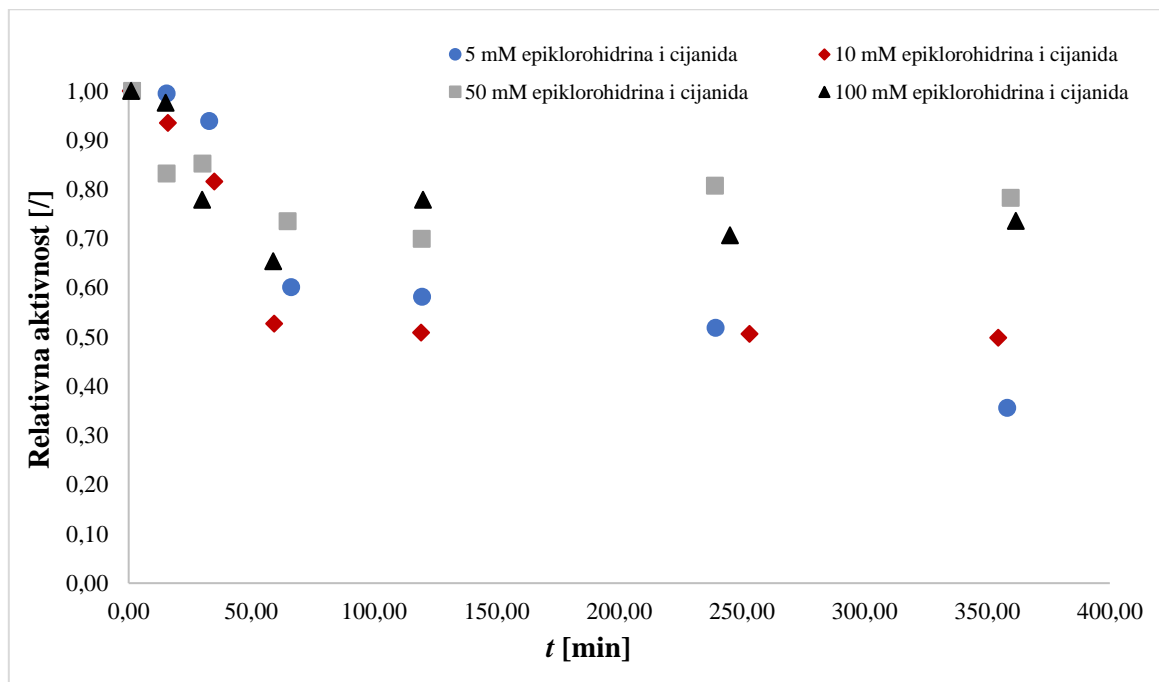 5 mM epiklorohidrina i cijanida
10 mM epiklorohidrina i cijanida
50 mM epiklorohidrina i cijanida
100 mM epiklorohidrina i cijanida
Relativna aktivnost [/]
1,00
0,90
0,80
0,70
0,60
0,50
0,40
0,30
0,20
0,10
0,00
0,00 50,00 100,00 150,00 200,00 250,00 300,00 350,00 400,00
t [min]